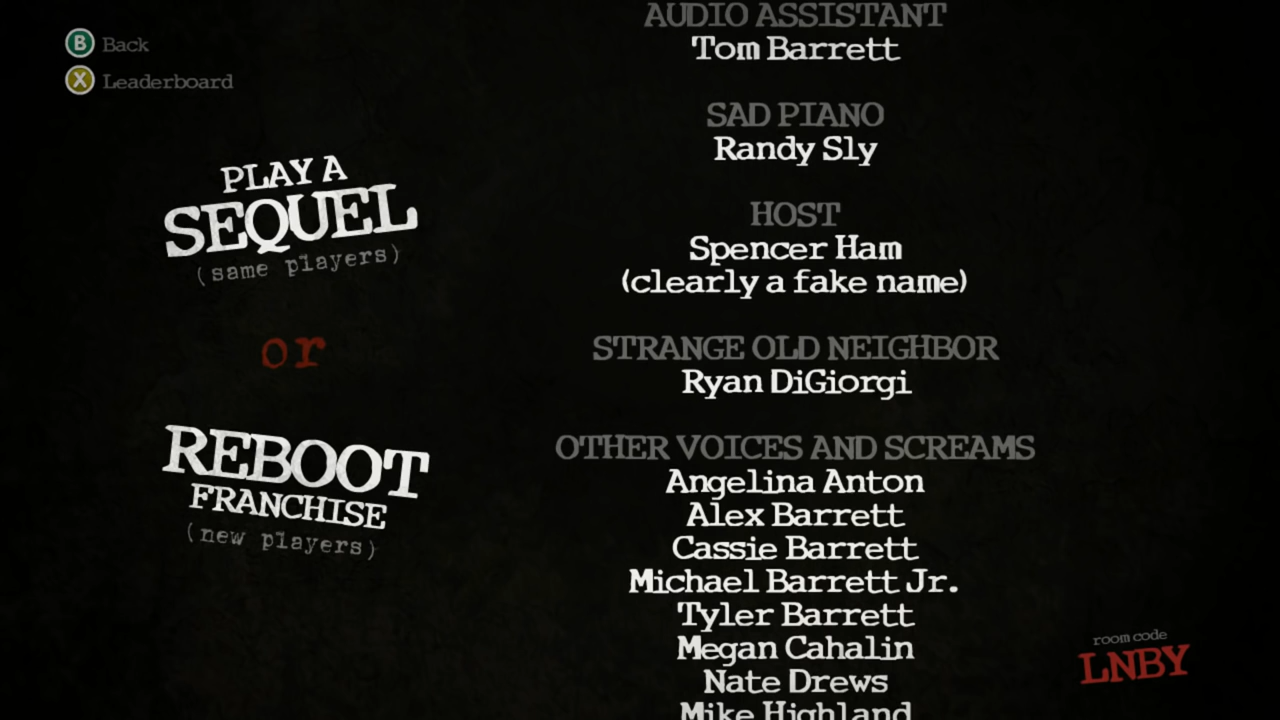 B Back
X Leaderboard
PLAY A
SEQUEL
(same players)
or
REBOOT
FRANCHISE
(new players)
AUDIO ASSISTANT
Tom Barrett
SAD PIANO
Randy Sly
HOST
Spencer Ham
(clearly a fake name)
STRANGE OLD NEIGHBOR
Ryan DiGiorgi
OTHER VOICES AND SCREAMS
Angelina Anton
Alex Barrett
Cassie Barrett
Michael Barrett Jr.
Tyler Barrett
Megan Cahalin
Nate Drews
Mike Highland
room code
LNBY